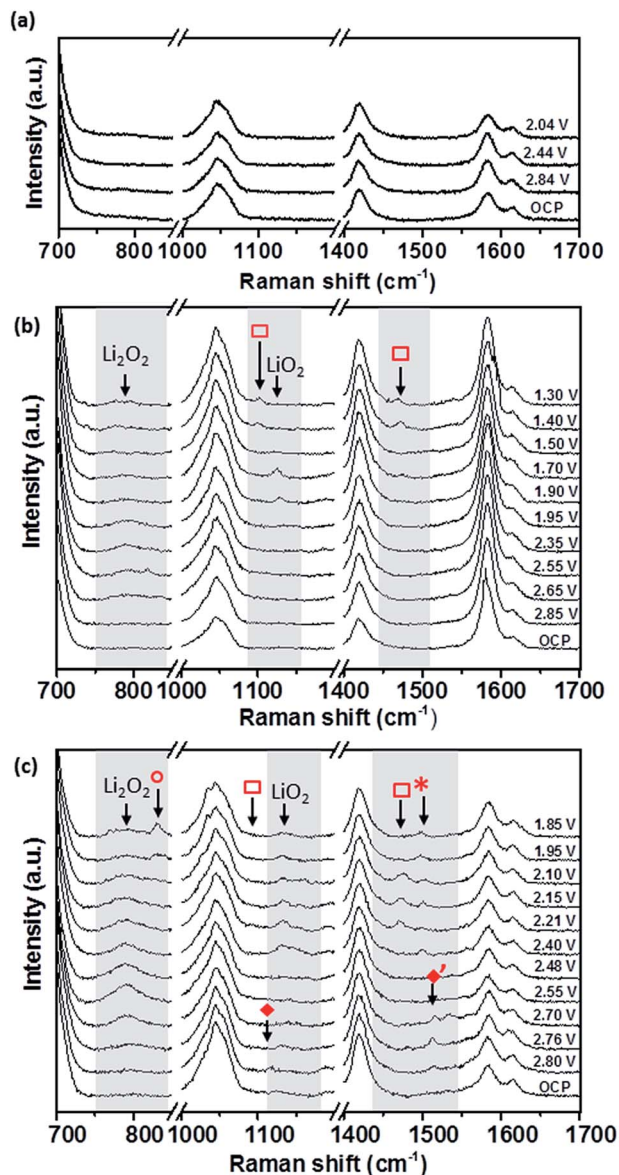 (a)
Intensity (a.u.)
2.04 V
2.44 V
2.84 V
OCP
700 800 1000 1100 1400 1500 1600 1700
Raman shift (cm-1)
(b)
Li2O2
LiO2
Intensity (a.u.)
1.30 V
1.40 V
1.50 V
1.70 V
1.90 V
1.95 V
2.35 V
2.55 V
2.65 V
2.85 V
OCP
700 800 1000 1100 1400 1500 1600 1700
Raman shift (cm-1)
(c)
Li2O2
LiO2
*
Intensity (a.u.)
1.85 V
1.95 V
2.10 V
2.15 V
2.21 V
2.40 V
2.48 V
2.55 V
2.70 V
2.76 V
2.80 V
OCP
700 800 1000 1100 1400 1500 1600 1700
Raman shift (cm-1)